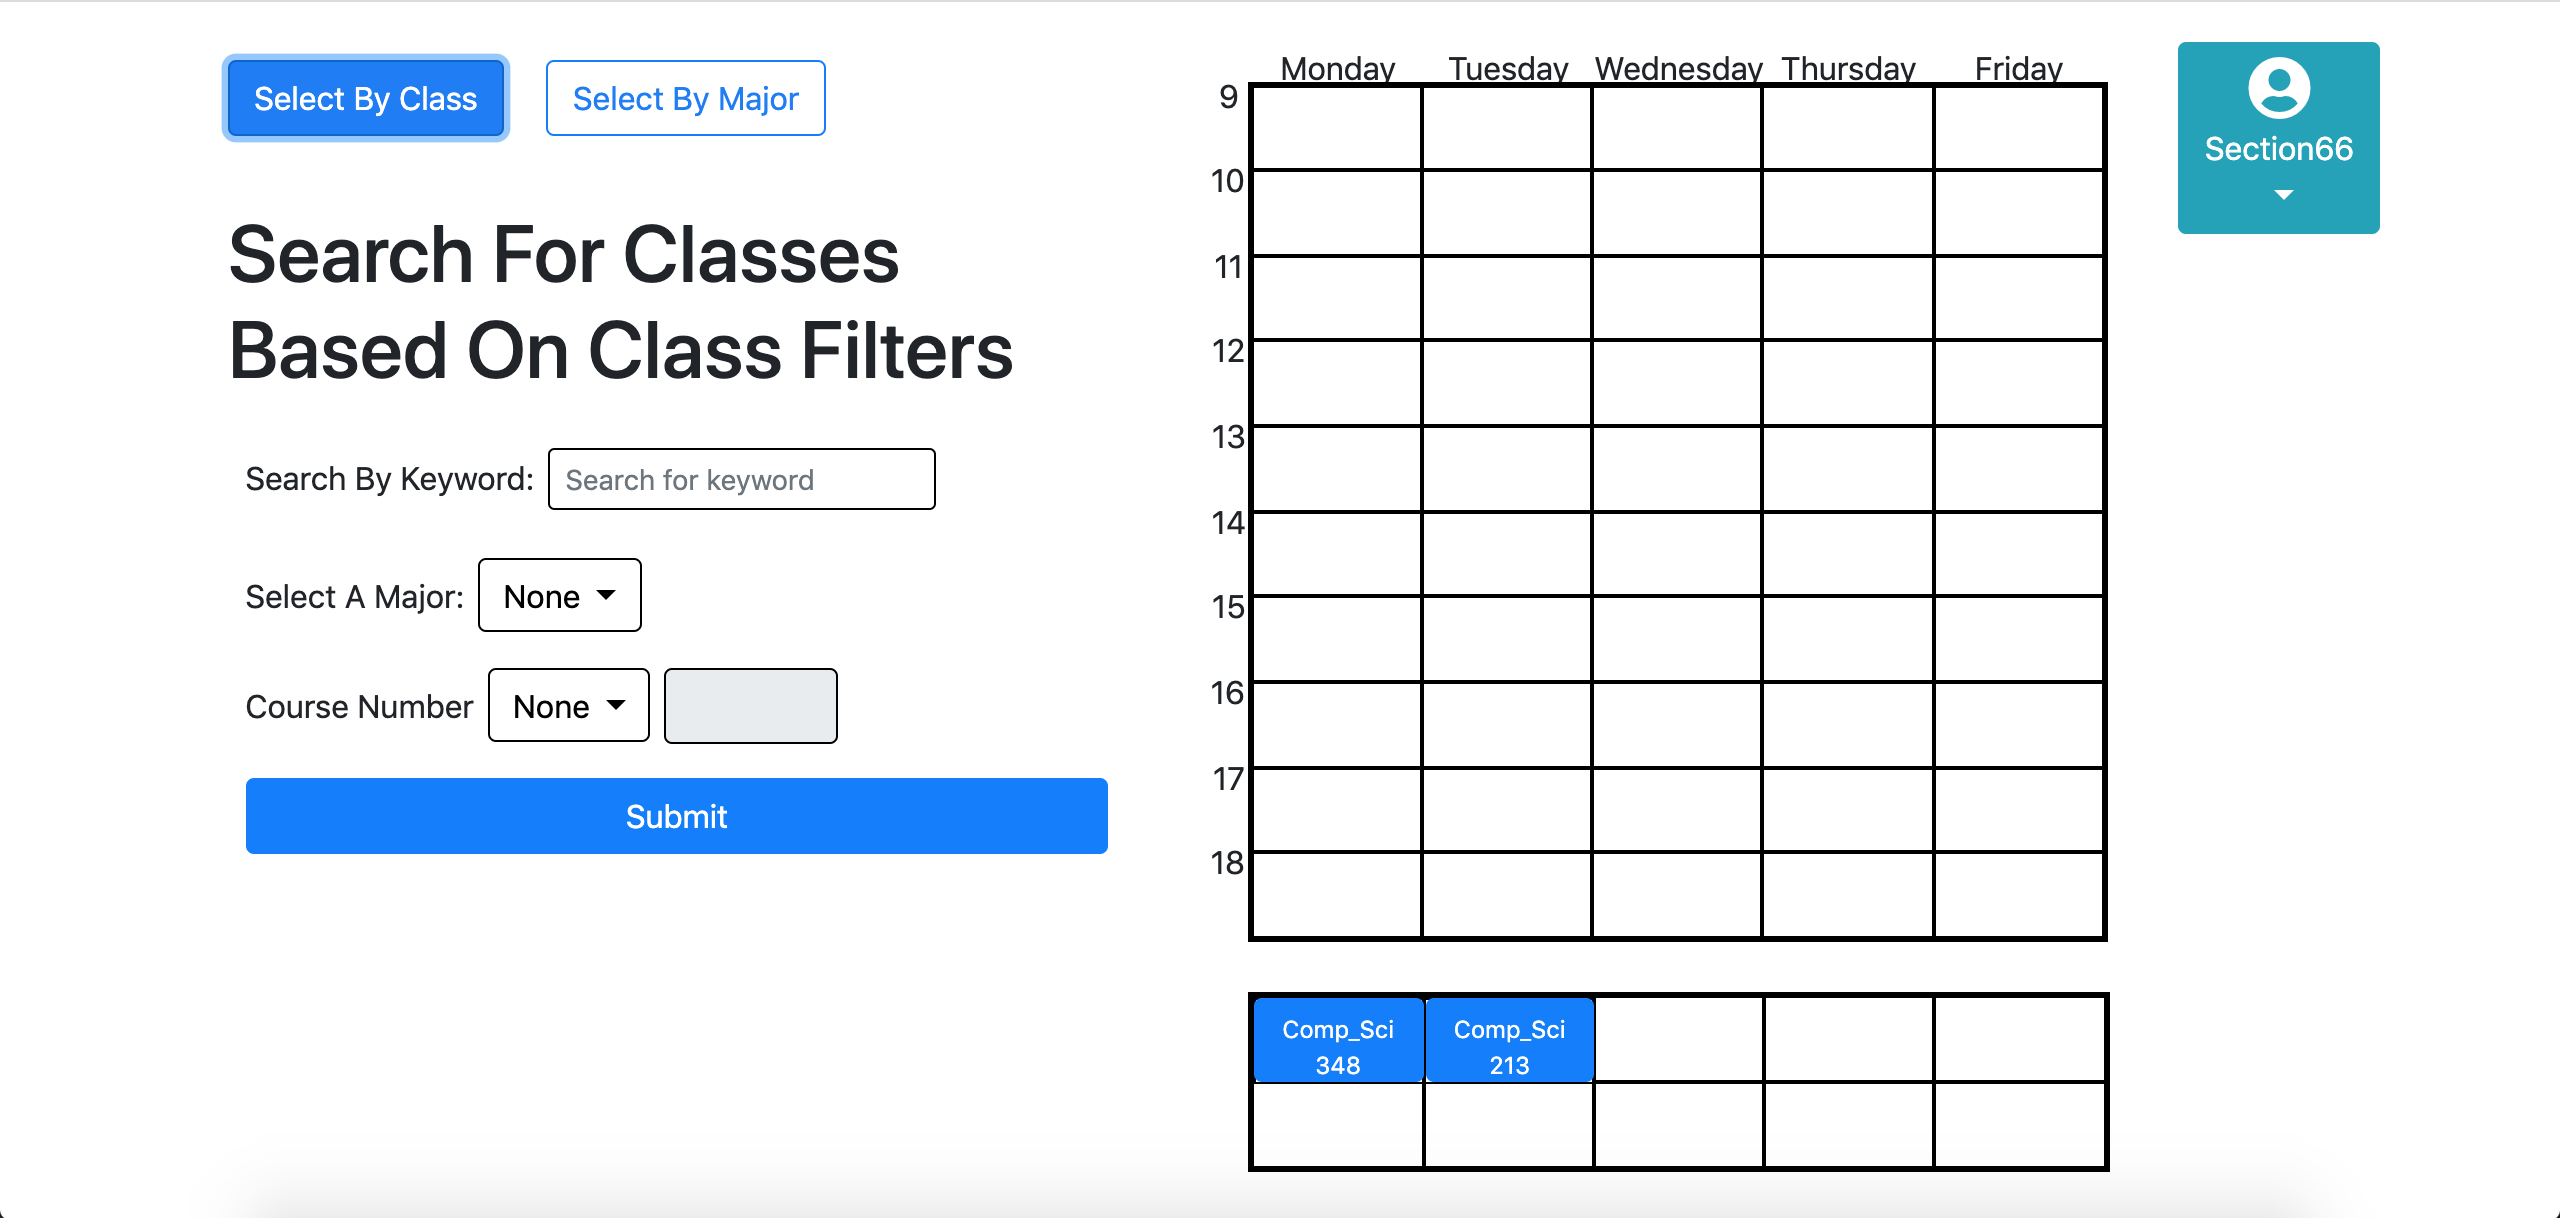 Select By Class
Select By Major
Search For Classes
Based On Class Filters
Search By Keyword: Search for keyword
Select A Major: None
Course Number None
Submit
Monday Tuesday Wednesday Thursday Friday
9
10
11
12
13
14
15
16
17
18
Comp_Sci
348
Comp_Sci
213
Section66